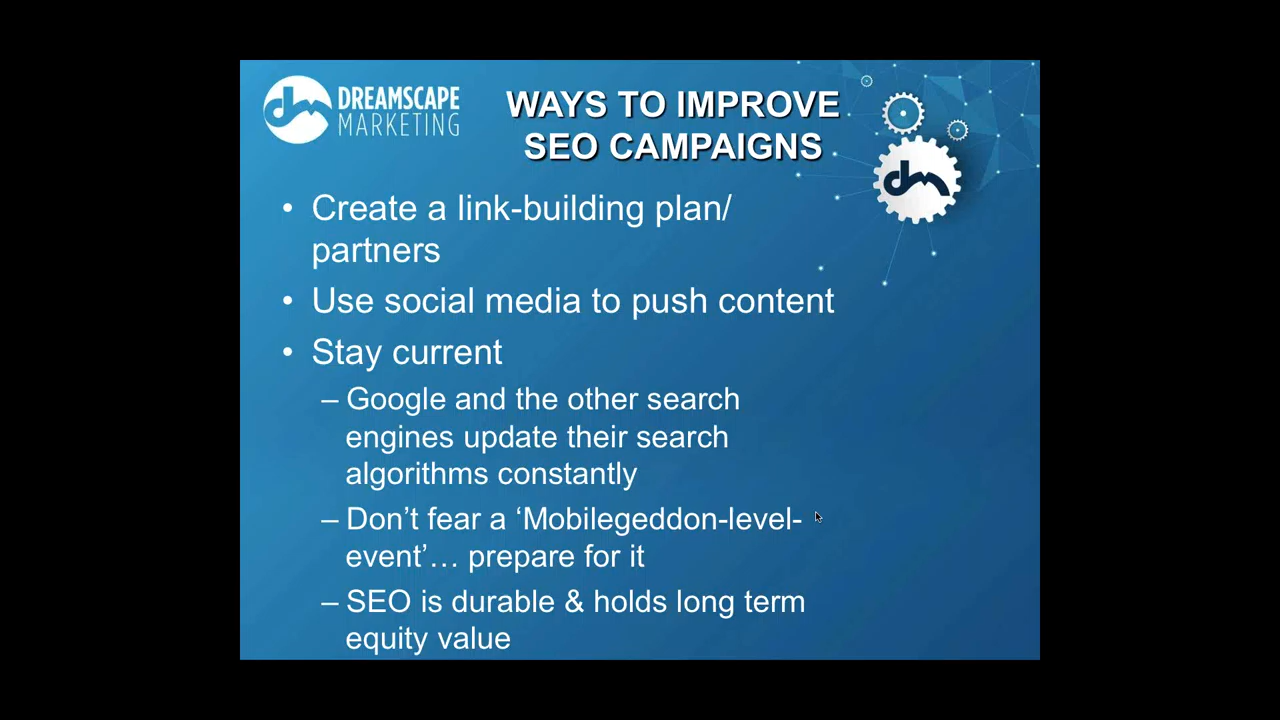 DREAMSCAPE
MARKETING
WAYS TO IMPROVE
SEO CAMPAIGNS
dm
• Create a link-building plan/
partners
• Use social media to push content
• Stay current
– Google and the other search
engines update their search
algorithms constantly
– Don’t fear a ‘Mobilegeddon-level-
event’… prepare for it
– SEO is durable & holds long term
equity value